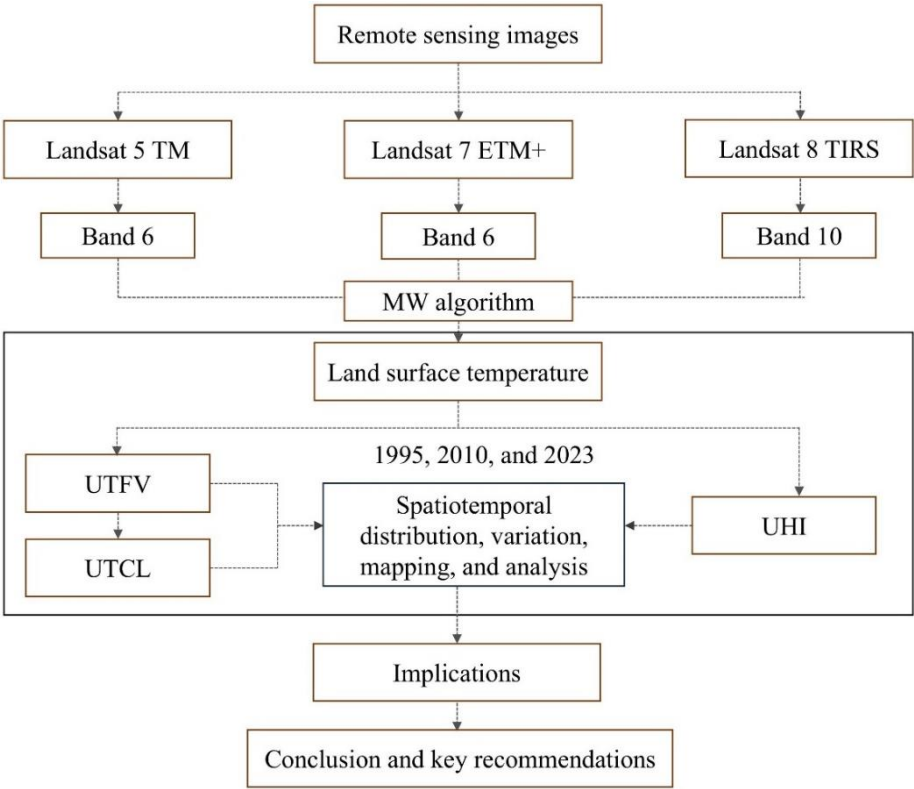 Remote sensing images
Landsat 5 TM
Landsat 7 ETM+
Landsat 8 TIRS
Band 6
Band 6
Band 10
MW algorithm
Land surface temperature
1995, 2010, and 2023
UTFV
Spatiotemporal
distribution, variation,
mapping, and analysis
UHI
UTCL
Implications
Conclusion and key recommendations